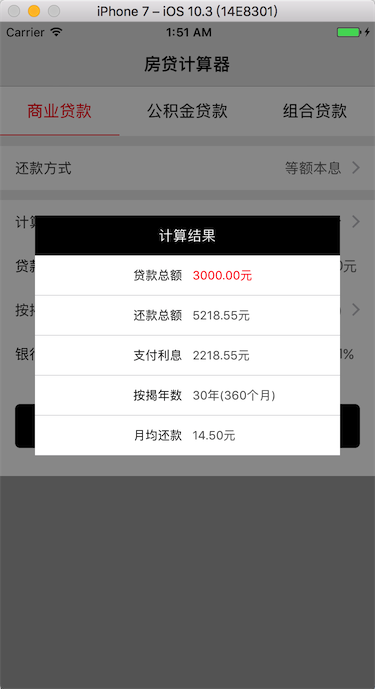 iPhone 7 – iOS 10.3 (14E8301)
Carrier 1:51 AM
房贷计算器
商业贷款 公积金贷款 组合贷款
还款方式 等额本息
计算结果
贷款总额 3000.00元
还款总额 5218.55元
支付利息 2218.55元
按揭年数 30年(360个月)
月均还款 14.50元
计
贷
0元
按
银
1%